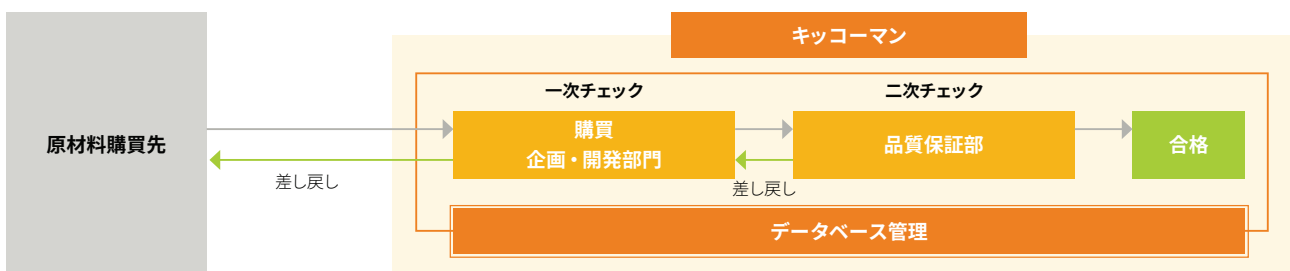 キッコーマン
一次チェック
二次チェック
原材料購買先
購買
企画・開発部門
品質保証部
合格
差し戻し
差し戻し
データベース管理